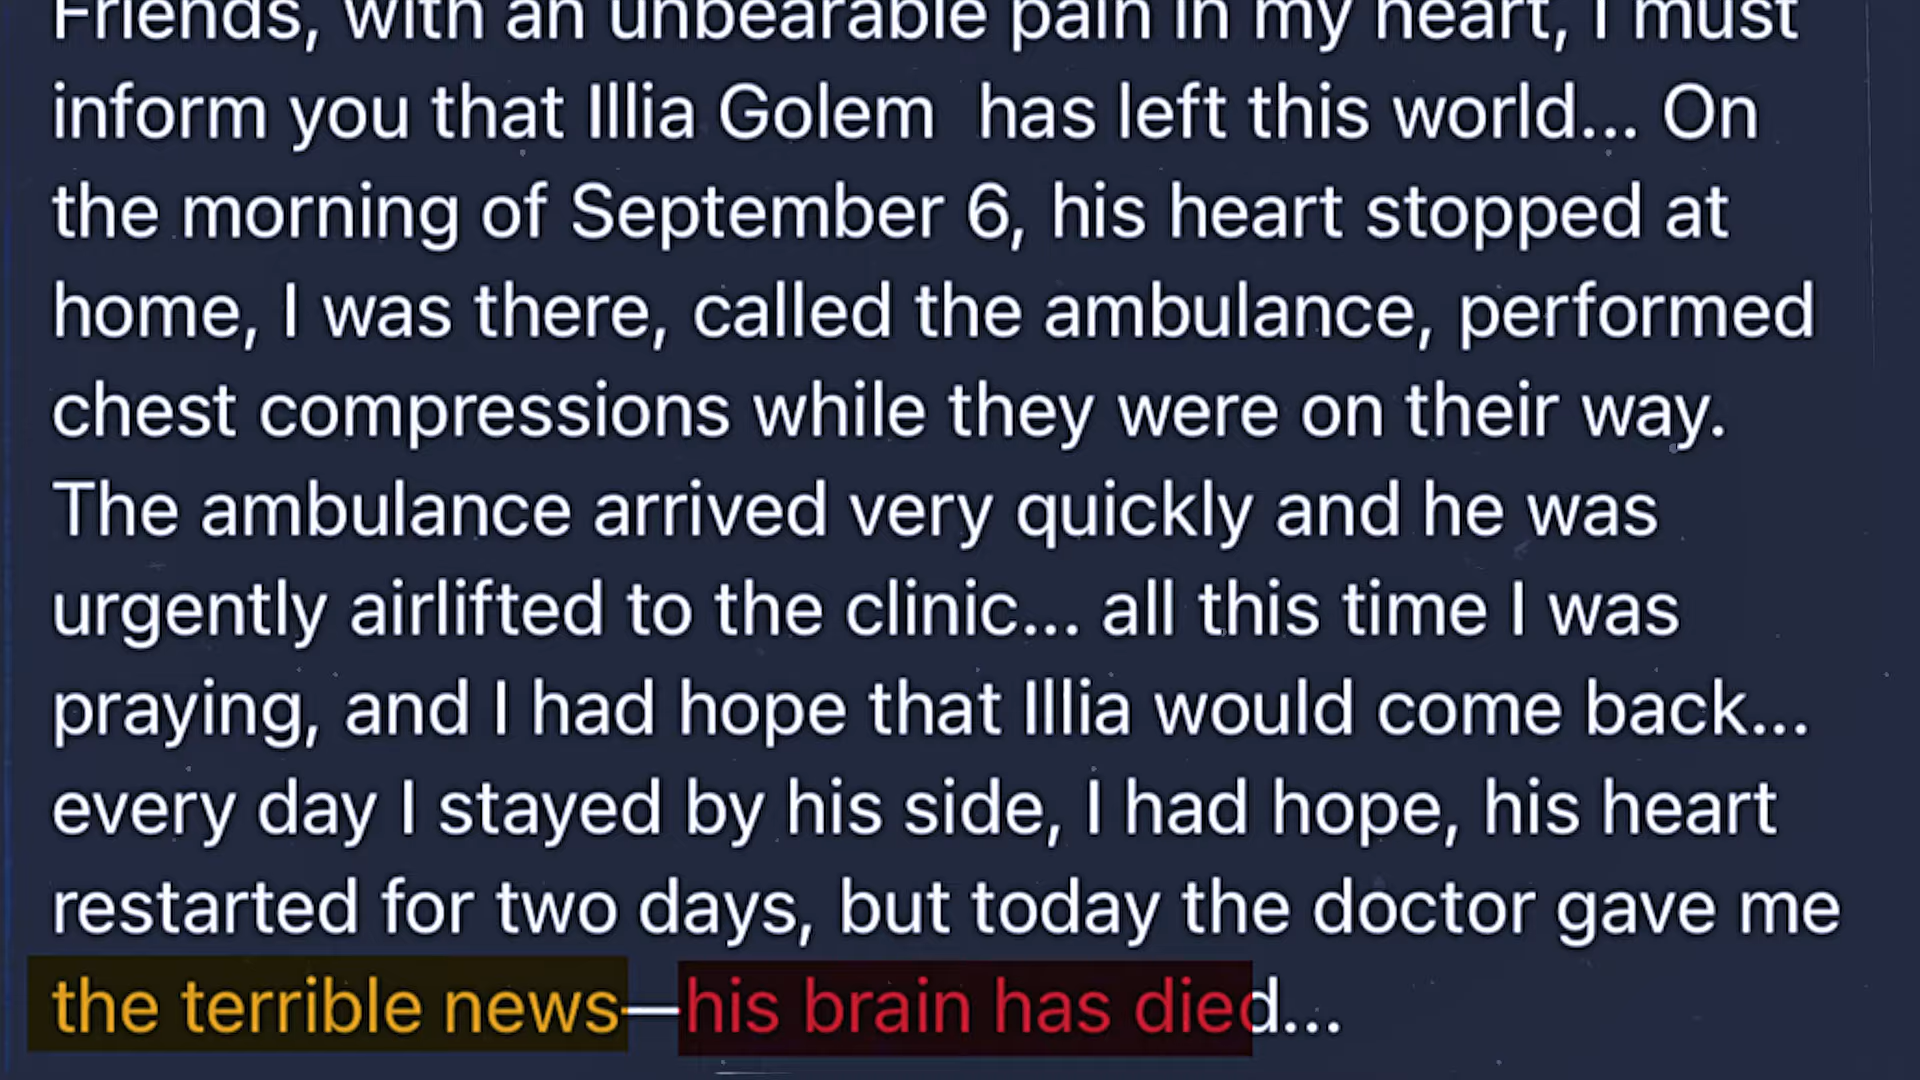 Friends, with an unbearable pain in my heart, I must
inform you that Illia Golem has left this world... On
the morning of September 6, his heart stopped at
home, I was there, called the ambulance, performed
chest compressions while they were on their way.
The ambulance arrived very quickly and he was
urgently airlifted to the clinic... all this time I was
praying, and I had hope that Illia would come back...
every day I stayed by his side, I had hope, his heart
restarted for two days, but today the doctor gave me
the terrible news—his brain has died...